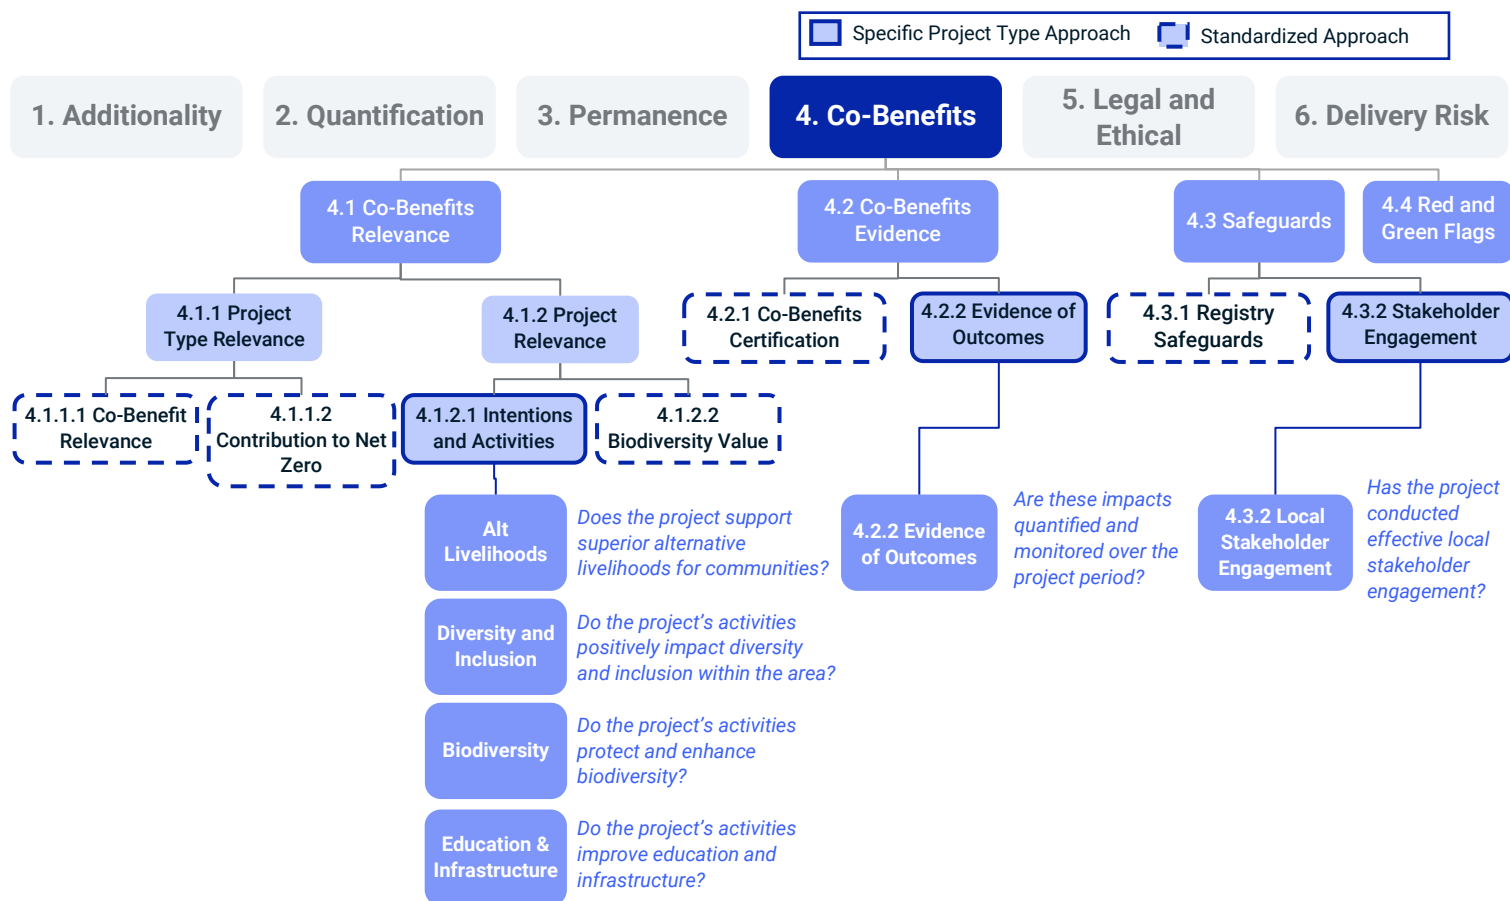 Specific Project Type Approach
Standardized Approach
1. Additionality
2. Quantification
3. Permanence
4. Co-Benefits
5. Legal and
Ethical
6. Delivery Risk
4.1 Co-Benefits
Relevance
4.2 Co-Benefits
Evidence
4.3 Safeguards
4.4 Red and
Green Flags
4.1.1 Project
Type Relevance
4.1.2 Project
Relevance
4.2.1 Co-Benefits
Certification
4.2.2 Evidence of
Outcomes
4.3.1 Registry
Safeguards
4.3.2 Stakeholder
Engagement
4.1.1.1 Co-Benefit
Relevance
4.1.1.2
Contribution to Net
Zero
4.1.2.1 Intentions
and Activities
4.1.2.2
Biodiversity Value
Alt
Livelihoods
Does the project support
superior alternative
livelihoods for communities?
4.2.2 Evidence
of Outcomes
Are these impacts
quantified and
monitored over the
project period?
4.3.2 Local
Stakeholder
Engagement
Has the project
conducted
effective local
stakeholder
engagement?
Diversity and
Inclusion
Do the project's activities
positively impact diversity
and inclusion within the area?
Biodiversity
Do the project's activities
protect and enhance
biodiversity?
Education &
Infrastructure
Do the project's activities
improve education and
infrastructure?